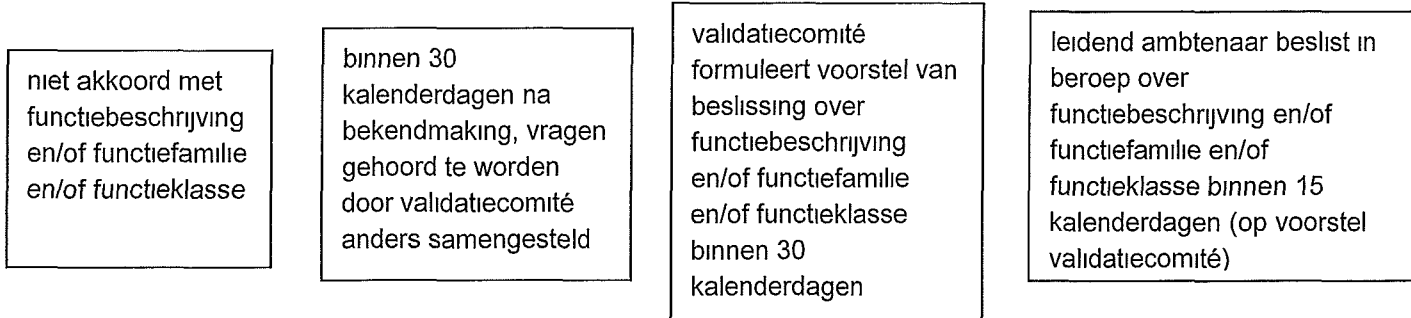 niet akkoord met
functiebeschrijving
en/of functiefamilie
en/of functieklasse
binnen 30
kalenderdagen na
bekendmaking, vragen
gehoord te worden
door validatiecomité
anders samengesteld
validatiecomité
formuleert voorstel van
beslissing over
functiebeschrijving
en/of functiefamilie
en/of functieklasse
binnen 30
kalenderdagen
leidend ambtenaar beslist in
beroep over
functiebeschrijving en/of
functiefamilie en/of
functieklasse binnen 15
kalenderdagen (op voorstel
validatiecomité)